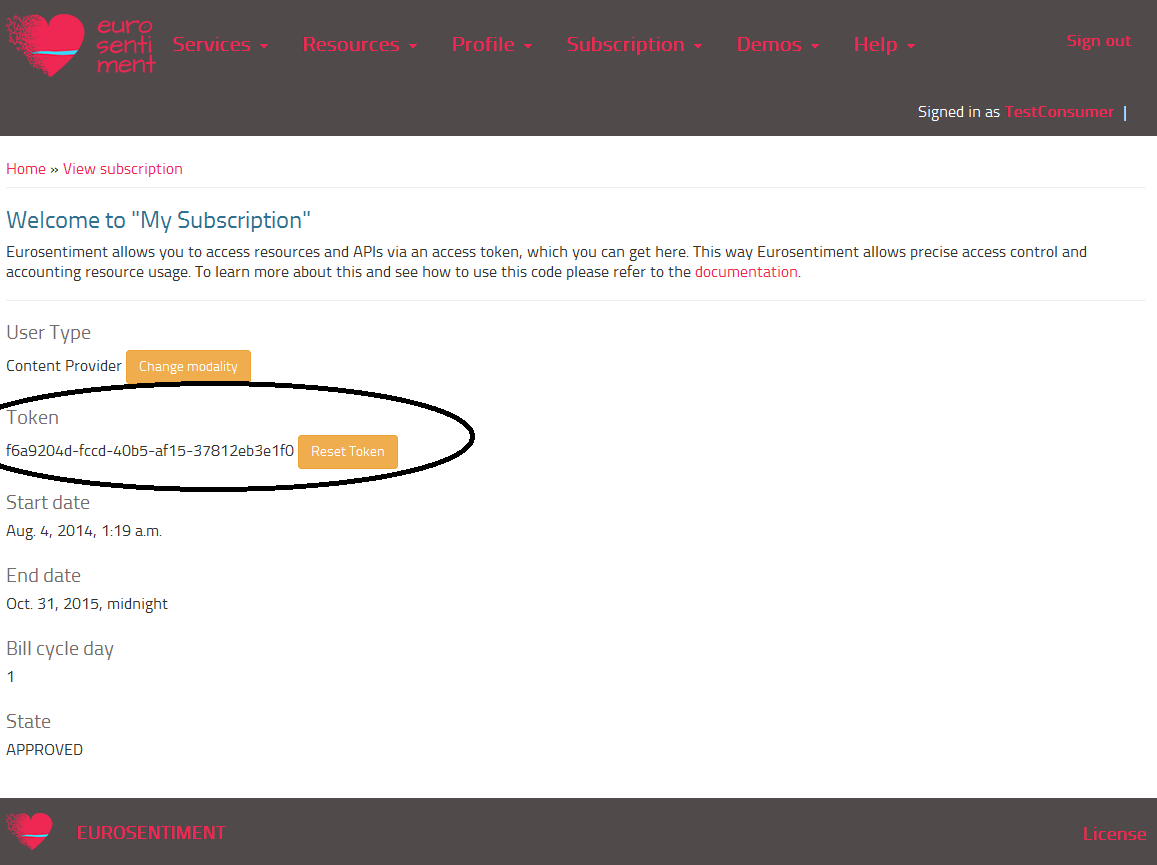 euro
senti
ment
Services Resources Profile Subscription Demos Help Sign out
Signed in as TestConsumer |
Home » View subscription
Welcome to "My Subscription"
Eurosentiment allows you to access resources and APIs via an access token, which you can get here. This way Eurosentiment allows precise access control and
accounting resource usage. To learn more about this and see how to use this code please refer to the documentation.
User Type
Content Provider Change modality
Token
f6a9204d-fccd-40b5-af15-37812eb3e1f0 Reset Token
Start date
Aug. 4, 2014, 1:19 a.m.
End date
Oct. 31, 2015, midnight
Bill cycle day
1
State
APPROVED
EUROSENTIMENT License